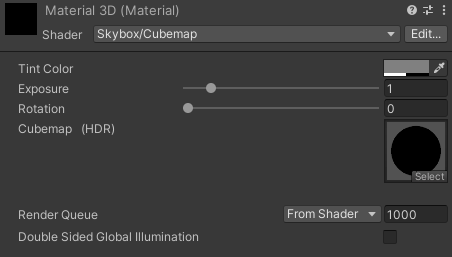 Material 3D (Material)
Shader Skybox/Cubemap Edit...
Tint Color
Exposure 1
Rotation 0
Cubemap (HDR)
Select
Render Queue From Shader 1000
Double Sided Global Illumination